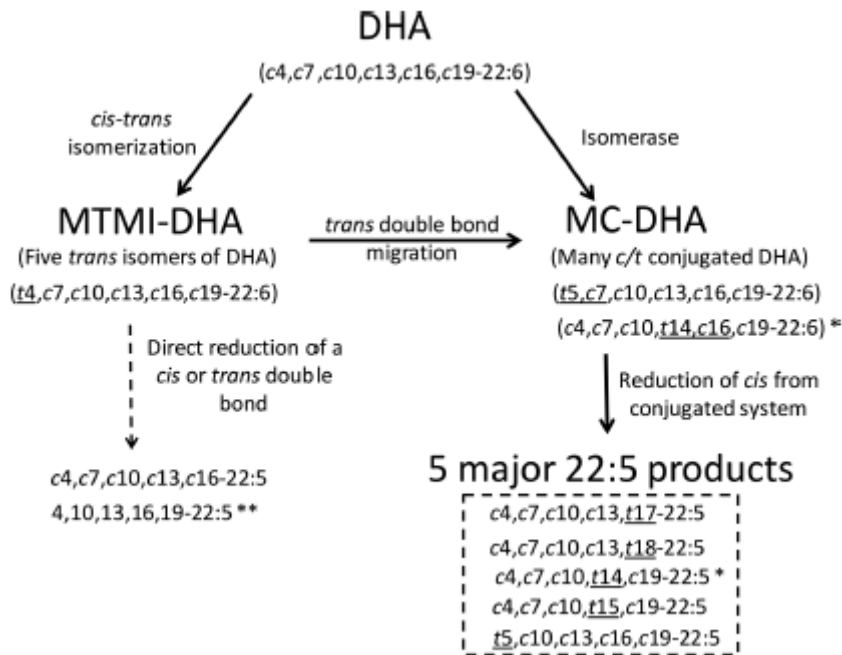 DHA
(c4,c7,c10,c13,c16,c19-22:6)
cis-trans
isomerization
Isomerase
MTMI-DHA
(Five trans isomers of DHA)
(t4,c7,c10,c13,c16,c19-22:6)
trans double bond
migration
MC-DHA
(Many c/t conjugated DHA)
(t5,c7,c10,c13,c16,c19-22:6)
(c4,c7,c10,t14,c16,c19-22:6) *
Direct reduction of a
cis or trans double
bond
Reduction of cis from
conjugated system
c4,c7,c10,c13,c16-22:5
4,10,13,16,19-22:5 **
5 major 22:5 products
c4,c7,c10,c13,t17-22:5
c4,c7,c10,c13,t18-22:5
c4,c7,c10,t14,c19-22:5 *
c4,c7,c10,t15,c19-22:5
t5,c10,c13,c16,c19-22:5